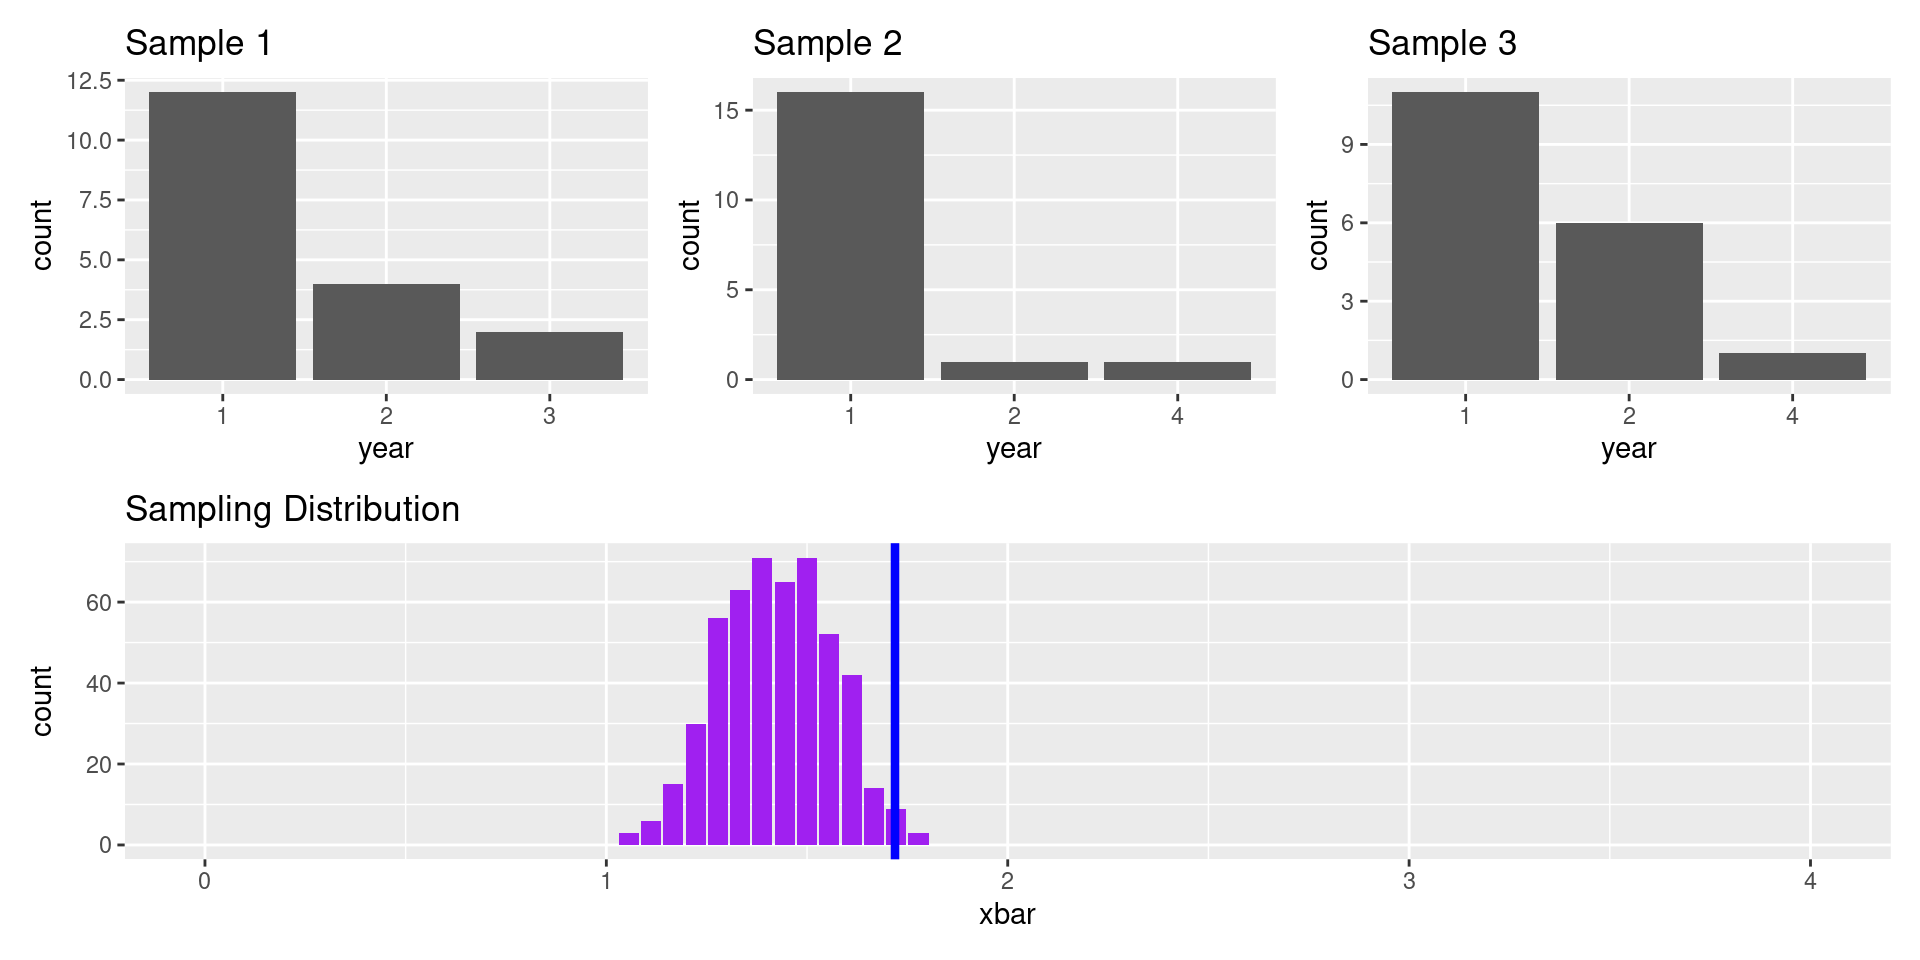 Sample 1
Sample 2
Sample 3
12.5
10.0
7.5
5.0
2.5
0.0
count
1 2 3
year
15
10
5
0
count
1 2 4
year
9
6
3
0
count
1 2 4
year
Sampling Distribution
60
40
20
0
count
0 1 2 3 4
xbar